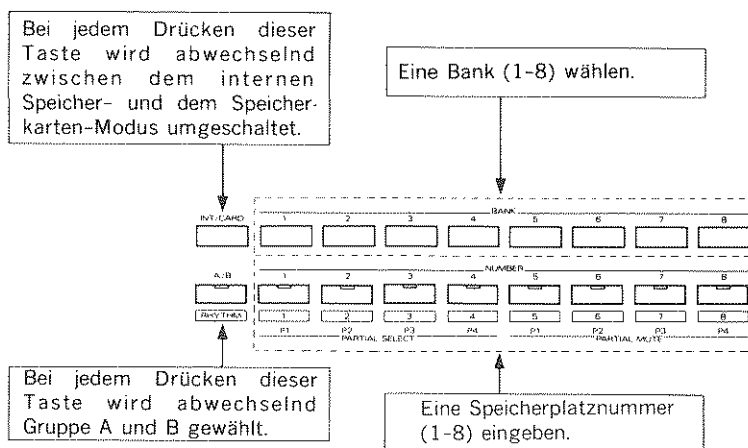 Bei jedem Drücken dieser
Taste wird abwechselnd
zwischen dem internen
Speicher- und dem Speicher-
karten-Modus umgeschaltet.
Eine Bank (1-8) wählen.
INT/CARD
BANK
1 2 3 4 5 6 7 8
A/B
NUMBER
1 2 3 4 5 6 7 8
RHYTHM 1 2 3 4 5 6 7 8
P1 P2 P3 P4 P1 P2 P3 P4
PARTIAL SELECT PARTIAL MUTE
Bei jedem Drücken dieser
Taste wird abwechselnd
Gruppe A und B gewählt.
Eine Speicherplatznummer
(1-8) eingeben.